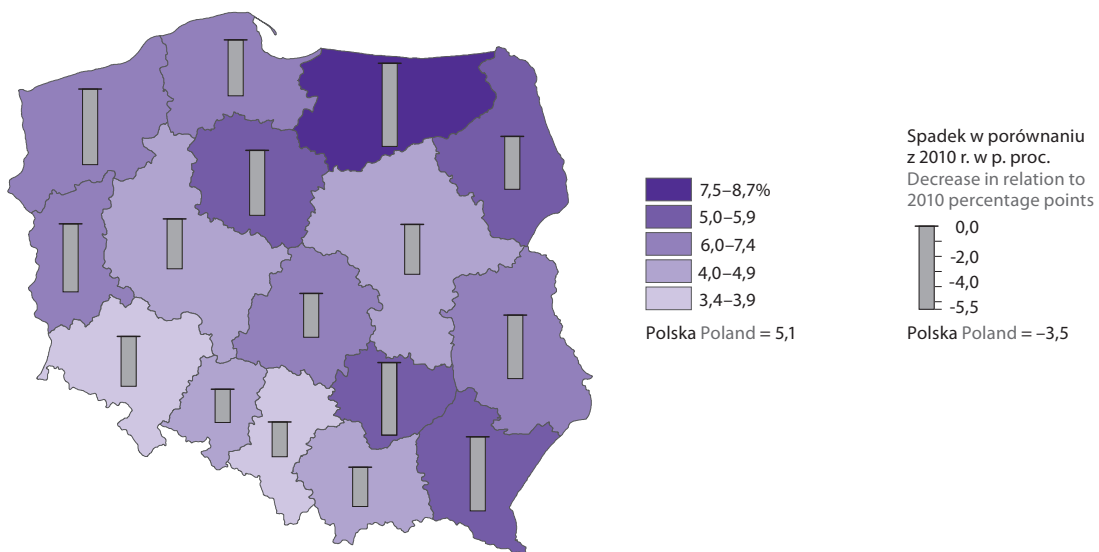 7,5–8,7%
5,0–5,9
6,0–7,4
4,0–4,9
3,4–3,9
Polska Poland = 5,1
Spadek w porównaniu
z 2010 r. w p. proc.
Decrease in relation to
2010 percentage points
0,0
-2,0
-4,0
-5,5
Polska Poland = –3,5